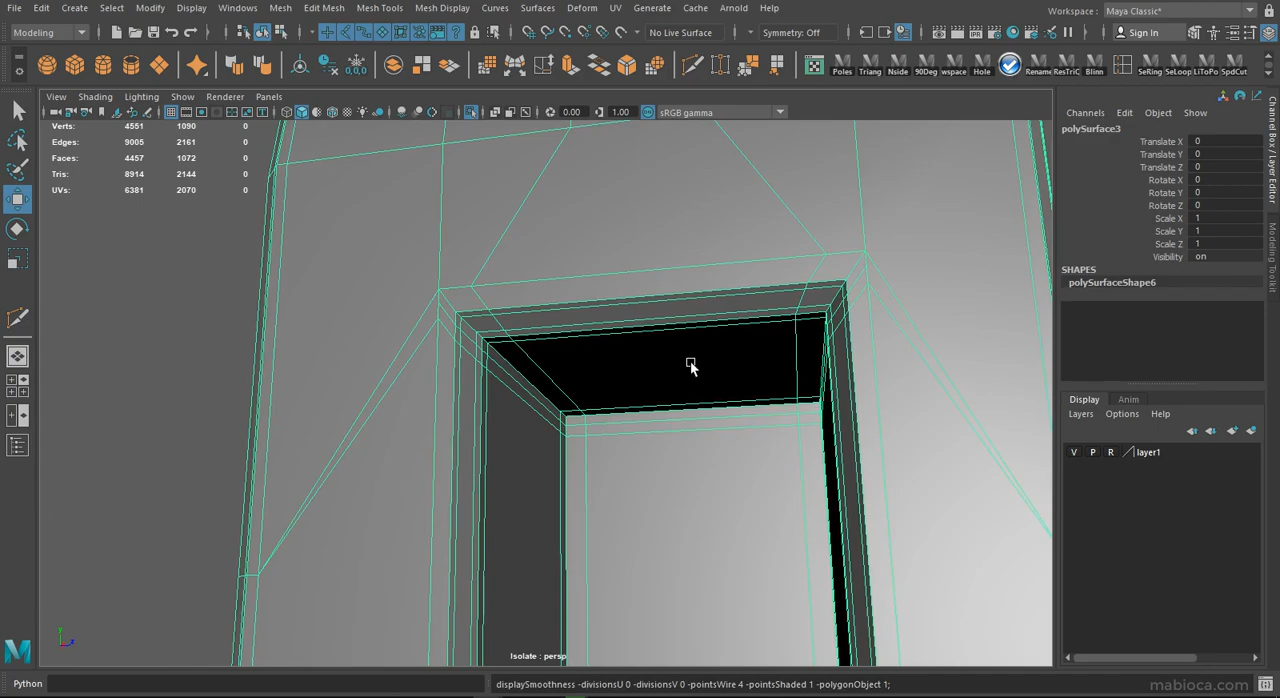 File Edit Create Select Modify Display Windows Mesh Edit Mesh Mesh Tools Mesh Display Curves Surfaces Deform UV Generate Cache Arnold Help Workspace : Maya Classic*
Modeling No Live Surface Symmetry: Off Sign In
Poles Triang Nside 90Deg wspace Hole Rename ResTriC Blinn SeRing SeLoop LiToPo SpdCut
View Shading Lighting Show Renderer Panels
0.00 1.00 sRGB gamma
Verts: 4551 1090 0
Edges: 9005 2161 0
Faces: 4457 1072 0
Tris: 8914 2144 0
UVs: 6381 2070 0
Isolate : persp
y
z
Channels Edit Object Show
polySurface3
Translate X 0
Translate Y 0
Translate Z 0
Rotate X 0
Rotate Y 0
Rotate Z 0
Scale X 1
Scale Y 1
Scale Z 1
Visibility on
SHAPES
polySurfaceShape6
Display Anim
Layers Options Help
V P R layer1
Channel Box / Layer Editor
Modeling Toolkit
Python displaySmoothness -divisionsU 0 -divisionsV 0 -pointsWire 4 -pointsShaded 1 -polygonObject 1;
mabioca.com